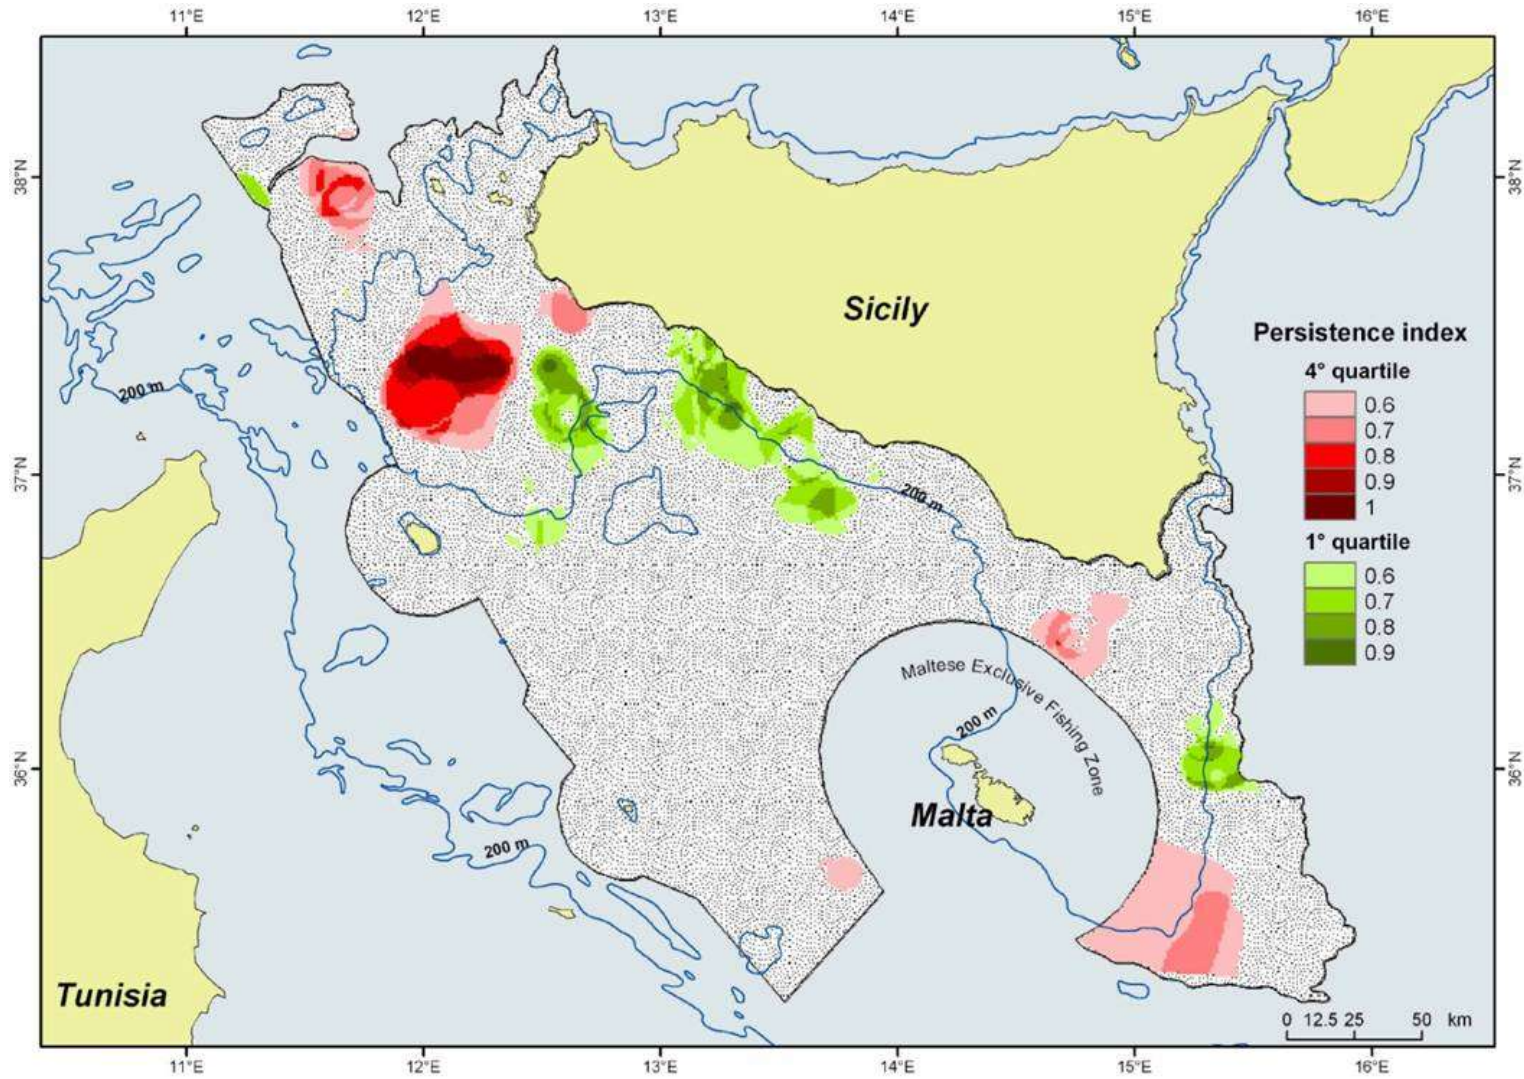 11°E 12°E 13°E 14°E 15°E 16°E
38°N 38°N
Sicily
Persistence index
4° quartile
0.6
0.7
0.8
0.9
1
1° quartile
0.6
0.7
0.8
0.9
200 m
37°N 37°N
200 m
Maltese Exclusive Fishing Zone
200 m
36°N 36°N
Malta
200 m
Tunisia
0 12.5 25 50 km
11°E 12°E 13°E 14°E 15°E 16°E